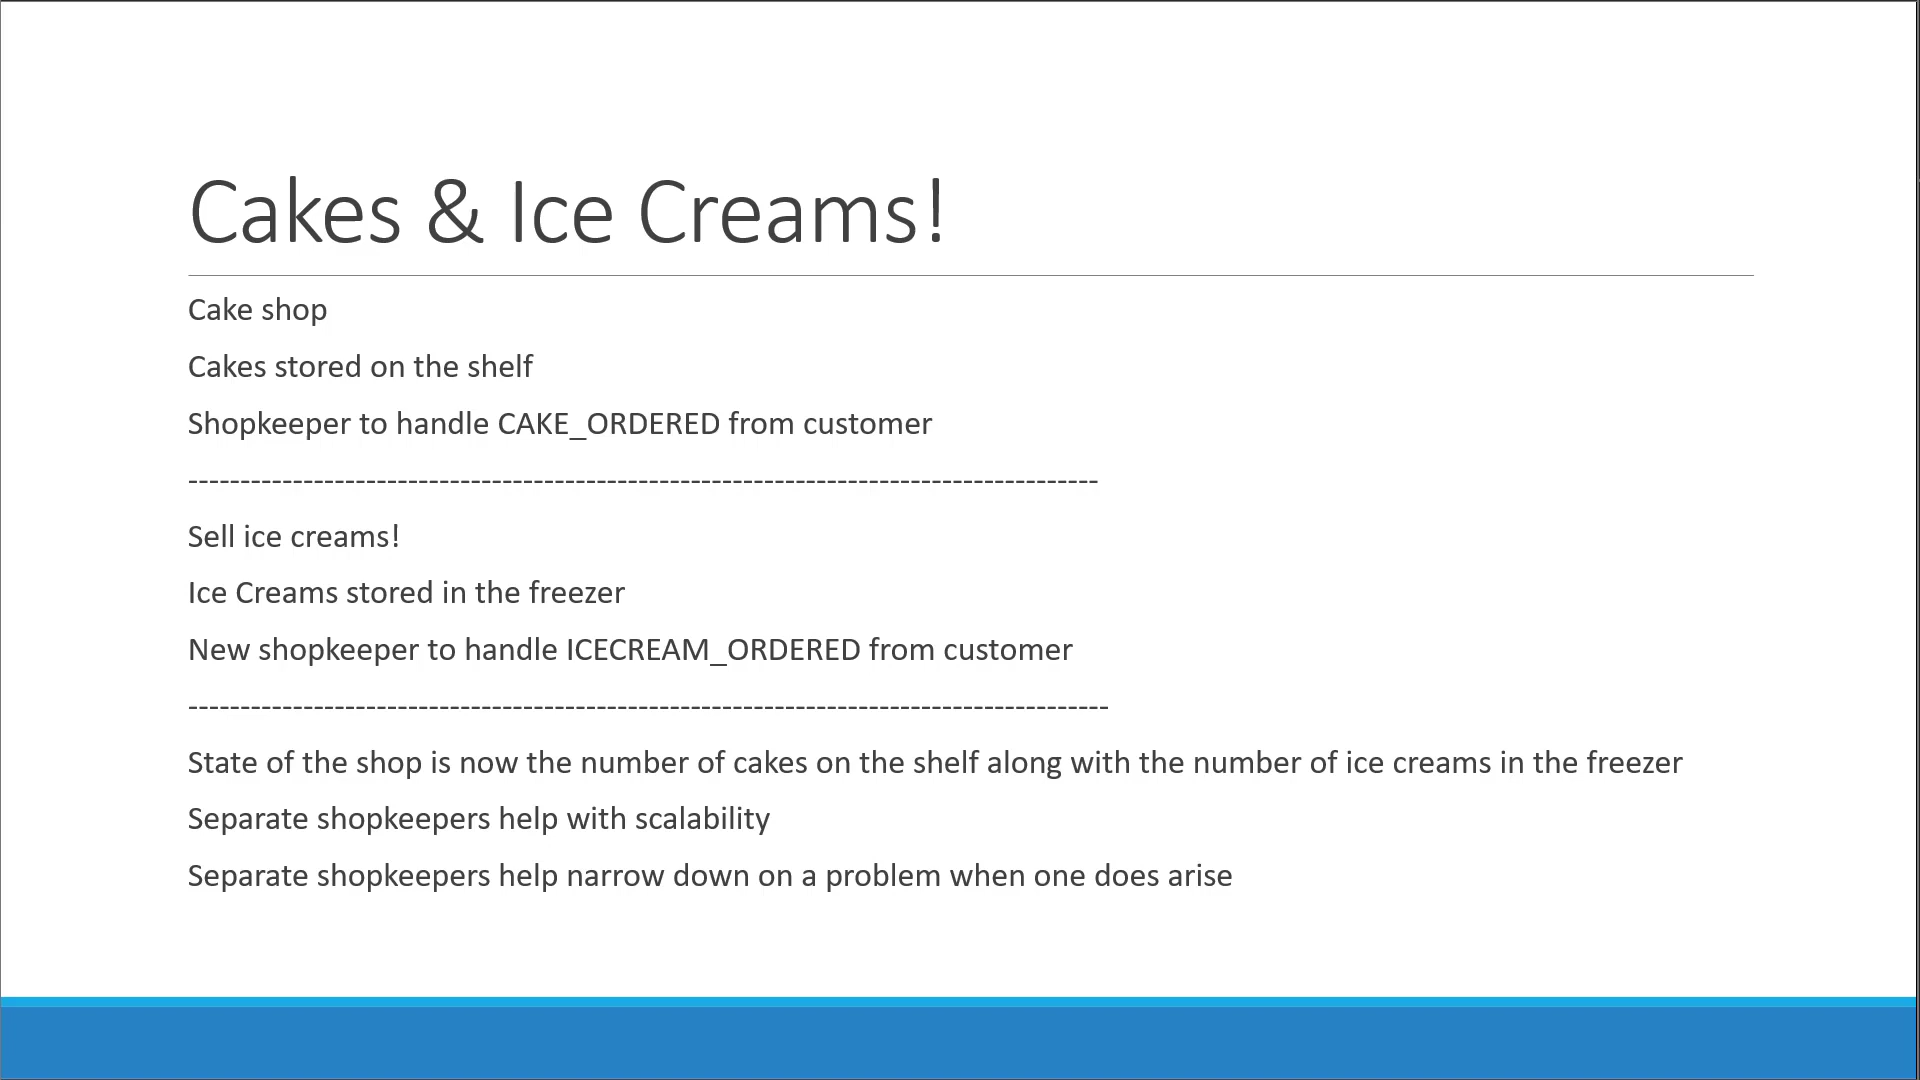 Cakes & Ice Creams!
Cake shop
Cakes stored on the shelf
Shopkeeper to handle CAKE_ORDERED from customer
---------------------------------------------------------------------------------------
Sell ice creams!
Ice Creams stored in the freezer
New shopkeeper to handle ICECREAM_ORDERED from customer
----------------------------------------------------------------------------------------
State of the shop is now the number of cakes on the shelf along with the number of ice creams in the freezer
Separate shopkeepers help with scalability
Separate shopkeepers help narrow down on a problem when one does arise